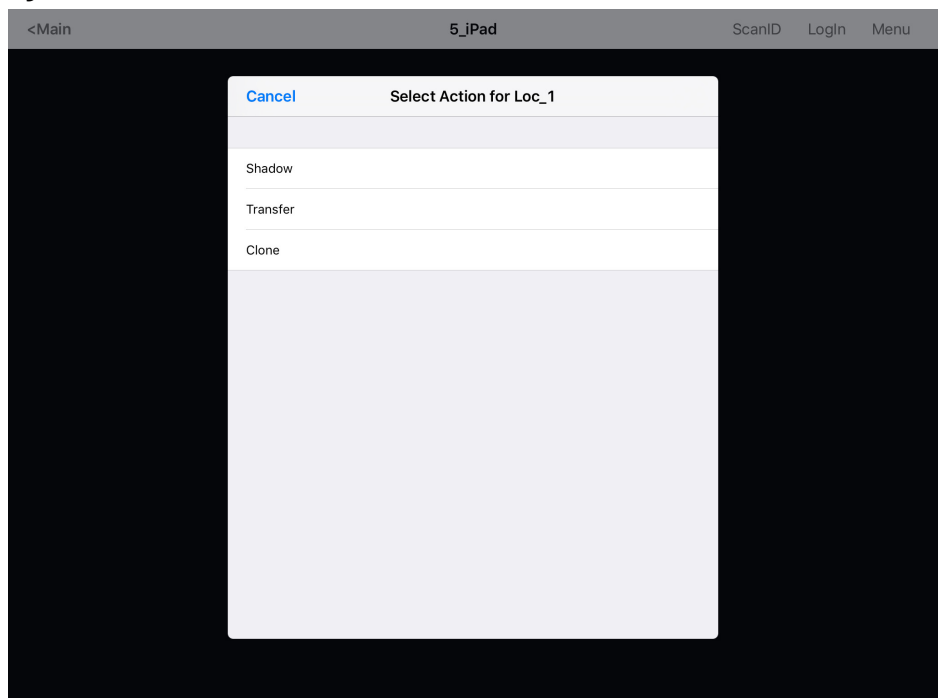 <Main 5_iPad ScanID LogIn Menu
Cancel Select Action for Loc_1
Shadow
Transfer
Clone